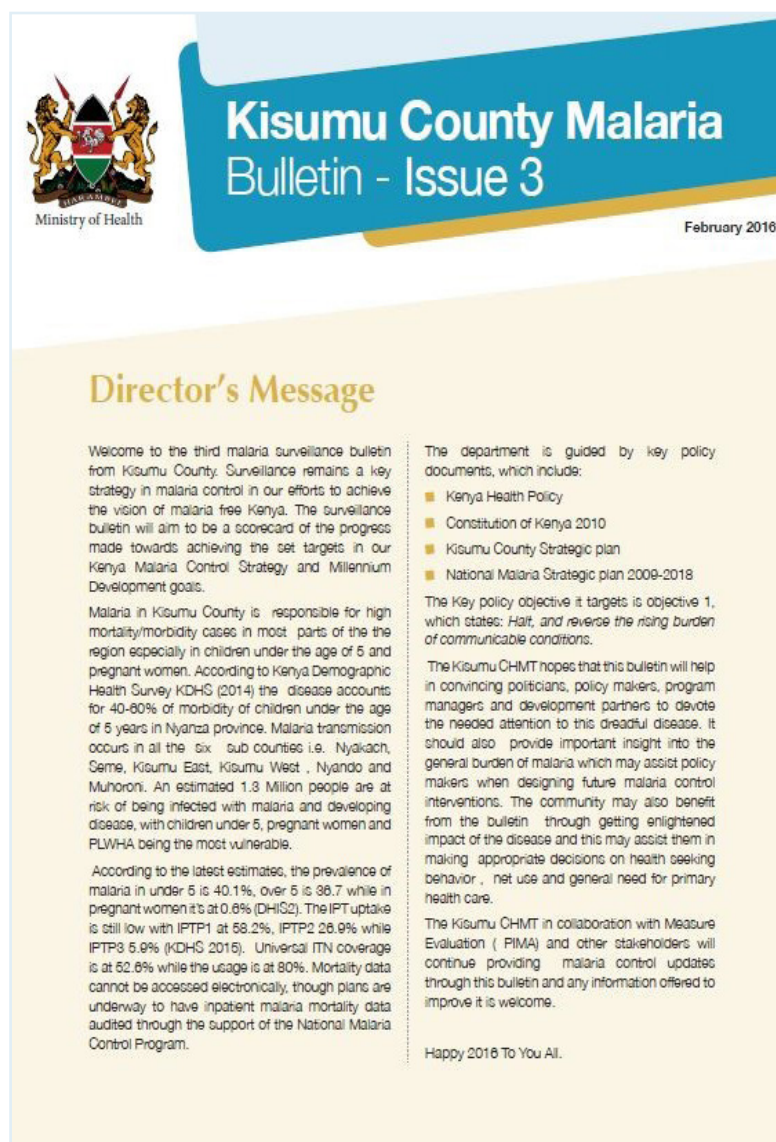 Kisumu County Malaria
Bulletin - Issue 3
HARAMBEE
Ministry of Health
February 2016
Director's Message
Welcome to the third malaria surveillance bulletin
from Kisumu County. Surveillance remains a key
strategy in malaria control in our efforts to achieve
the vision of malaria free Kenya. The surveillance
bulletin will aim to be a scorecard of the progress
made towards achieving the set targets in our
Kenya Malaria Control Strategy and Millennium
Development goals.
Malaria in Kisumu County is responsible for high
mortality/morbidity cases in most parts of the the
region especially in children under the age of 5 and
pregnant women. According to Kenya Demographic
Health Survey KDHS (2014) the disease accounts
for 40-60% of morbidity of children under the age
of 5 years in Nyanza province. Malaria transmission
occurs in all the six sub counties i.e. Nyakach,
Seme, Kisumu East, Kisumu West , Nyando and
Muhoroni. An estimated 1.3 Million people are at
risk of being infected with malaria and developing
disease, with children under 5, pregnant women and
PLWHA being the most vulnerable.
According to the latest estimates, the prevalence of
malaria in under 5 is 40.1%, over 5 is 36.7 while in
pregnant women it's at 0.6% (DHIS2). The IPT uptake
is still low with IPTP1 at 58.2%, IPTP2 26.9% while
IPTP3 5.9% (KDHS 2015). Universal ITN coverage
is at 52.6% while the usage is at 80%. Mortality data
cannot be accessed electronically, though plans are
underway to have inpatient malaria mortality data
audited through the support of the National Malaria
Control Program.
The department is guided by key policy
documents, which include:
■ Kenya Health Policy
■ Constitution of Kenya 2010
■ Kisumu County Strategic plan
■ National Malaria Strategic plan 2009-2018
The Key policy objective it targets is objective 1,
which states: Halt, and reverse the rising burden
of communicable conditions.
The Kisumu CHMT hopes that this bulletin will help
in convincing politicians, policy makers, program
managers and development partners to devote
the needed attention to this dreadful disease. It
should also provide important insight into the
general burden of malaria which may assist policy
makers when designing future malaria control
interventions. The community may also benefit
from the bulletin through getting enlightened
impact of the disease and this may assist them in
making appropriate decisions on health seeking
behavior , net use and general need for primary
health care.
The Kisumu CHMT in collaboration with Measure
Evaluation ( PIMA) and other stakeholders will
continue providing malaria control updates
through this bulletin and any information offered to
improve it is welcome.
Happy 2016 To You All.